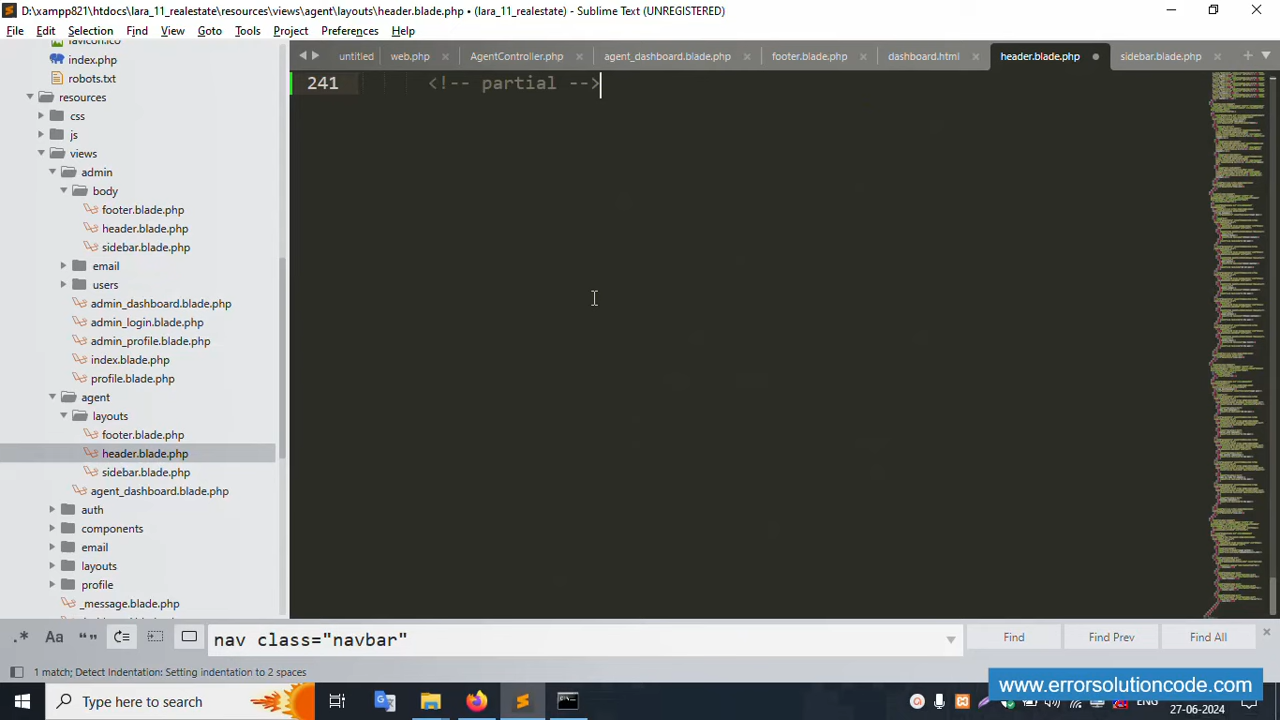 D:\xampp821\htdocs\lara_11_realestate\resources\views\agent\layouts\header.blade.php • (lara_11_realestate) - Sublime Text (UNREGISTERED)
File Edit Selection Find View Goto Tools Project Preferences Help
favicon.ico
index.php
robots.txt
resources
css
js
views
admin
body
footer.blade.php
header.blade.php
sidebar.blade.php
email
users
admin_dashboard.blade.php
admin_login.blade.php
admin_profile.blade.php
index.blade.php
profile.blade.php
agent
layouts
footer.blade.php
header.blade.php
sidebar.blade.php
agent_dashboard.blade.php
auth
components
email
layouts
profile
_message.blade.php
untitled web.php AgentController.php agent_dashboard.blade.php footer.blade.php dashboard.html header.blade.php sidebar.blade.php
241 <!-- partial -->
.* Aa “” nav class="navbar" Find Find Prev Find All
1 match; Detect Indentation: Setting indentation to 2 spaces
www.errorsolutioncode.com
Type here to search
ENG
27-06-2024